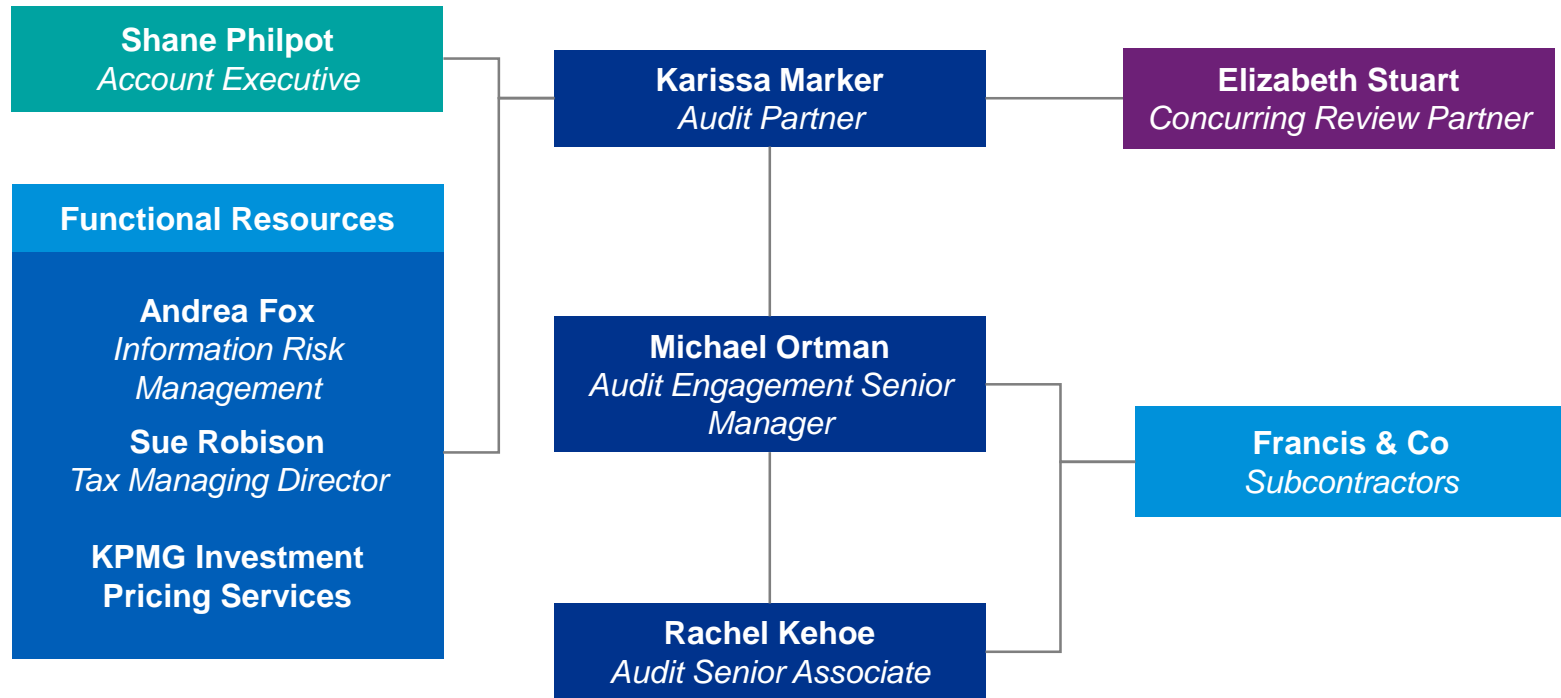 Shane Philpot
Account Executive
Karissa Marker
Audit Partner
Elizabeth Stuart
Concurring Review Partner
Functional Resources
Andrea Fox
Information Risk
Management
Sue Robison
Tax Managing Director
KPMG Investment
Pricing Services
Michael Ortman
Audit Engagement Senior
Manager
Francis & Co
Subcontractors
Rachel Kehoe
Audit Senior Associate